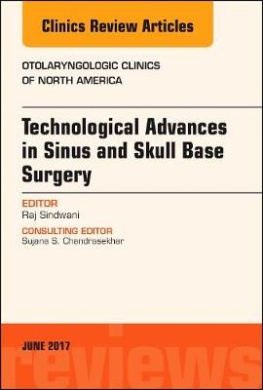 Clinics Review Articles
OTOLARYNGOLOGIC CLINICS
OF NORTH AMERICA
Technological Advances
in Sinus and Skull Base
Surgery
EDITOR
Raj Sindwani
CONSULTING EDITOR
Sujana S. Chandrasekhar
JUNE 2017
reviews